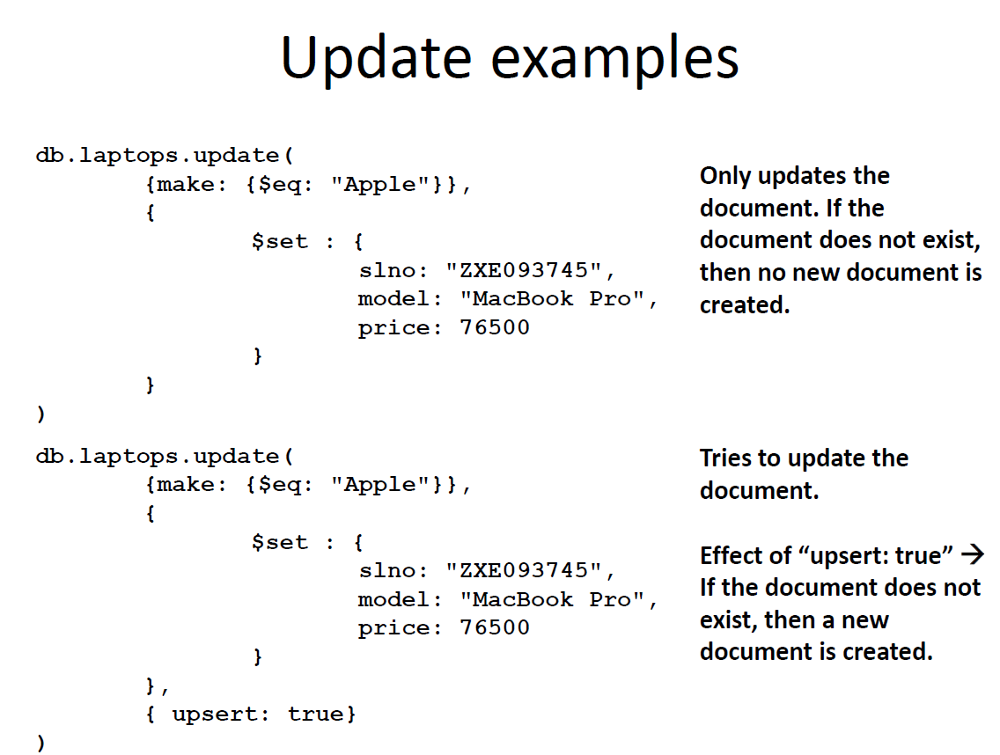 Update examples
db.laptops.update(
{make: {$eq: "Apple"}},
{
$set : {
slno: "ZXE093745",
model: "MacBook Pro",
price: 76500
}
}
)
Only updates the
document. If the
document does not exist,
then no new document is
created.
db.laptops.update(
{make: {$eq: "Apple"}},
{
$set : {
slno: "ZXE093745",
model: "MacBook Pro",
price: 76500
}
},
{ upsert: true}
)
Tries to update the
document.
Effect of “upsert: true” →
If the document does not
exist, then a new
document is created.